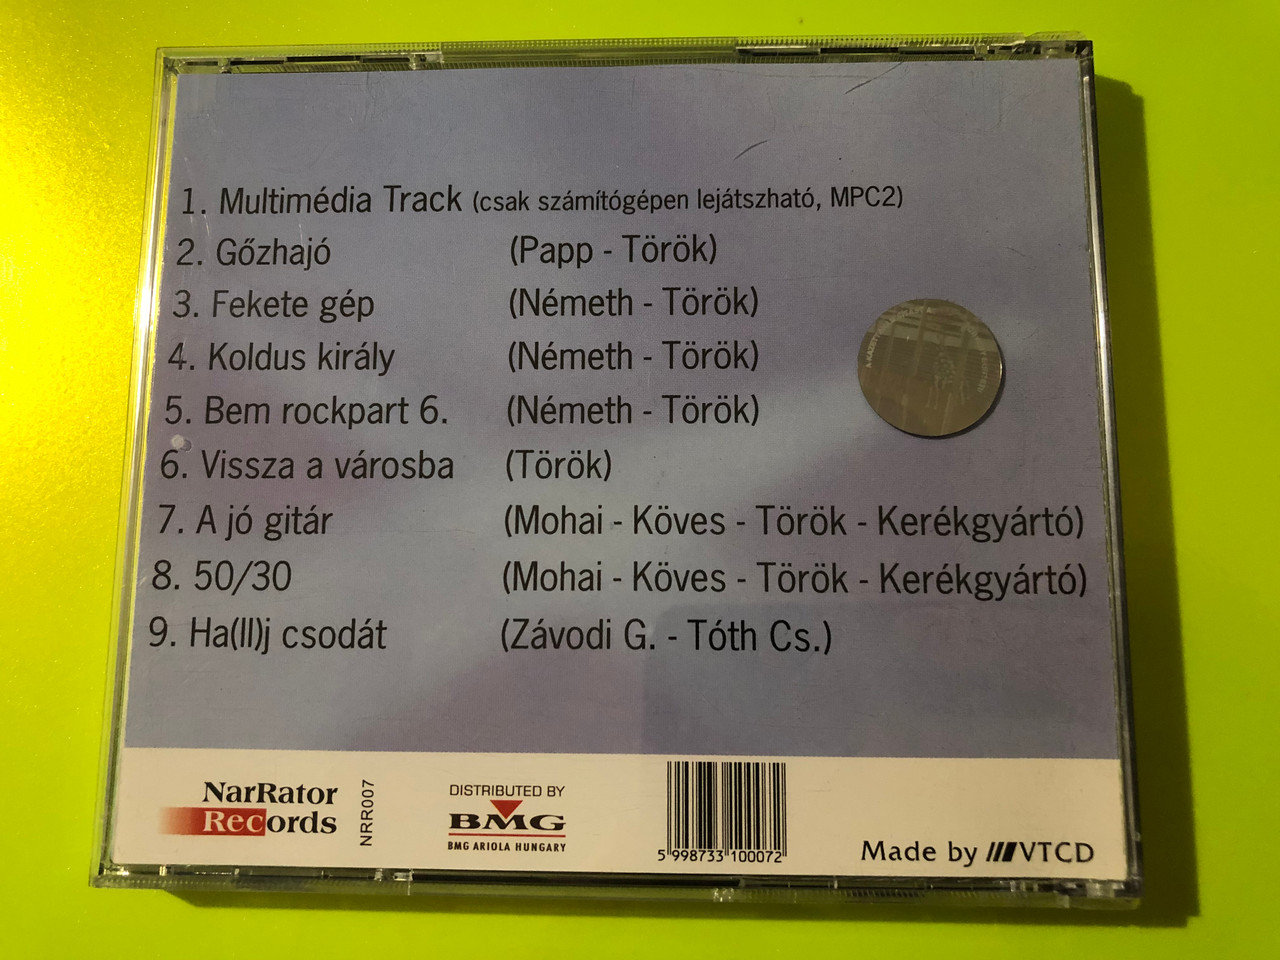 1. Multimédia Track (csak számítógépen lejátszható, MPC2)
2. Gőzhajó (Papp - Török)
3. Fekete gép (Németh - Török)
4. Koldus király (Németh - Török)
5. Bem rockpart 6. (Németh - Török)
6. Vissza a városba (Török)
7. A jó gitár (Mohai - Köves - Török - Kerékgyártó)
8. 50/30 (Mohai - Köves - Török - Kerékgyártó)
9. Ha(ll)j csodát (Závodi G. - Tóth Cs.)
NarRator
Records
NRR007
DISTRIBUTED BY
BMG
BMG ARIOLA HUNGARY
5 998733 100072
Made by VTCD